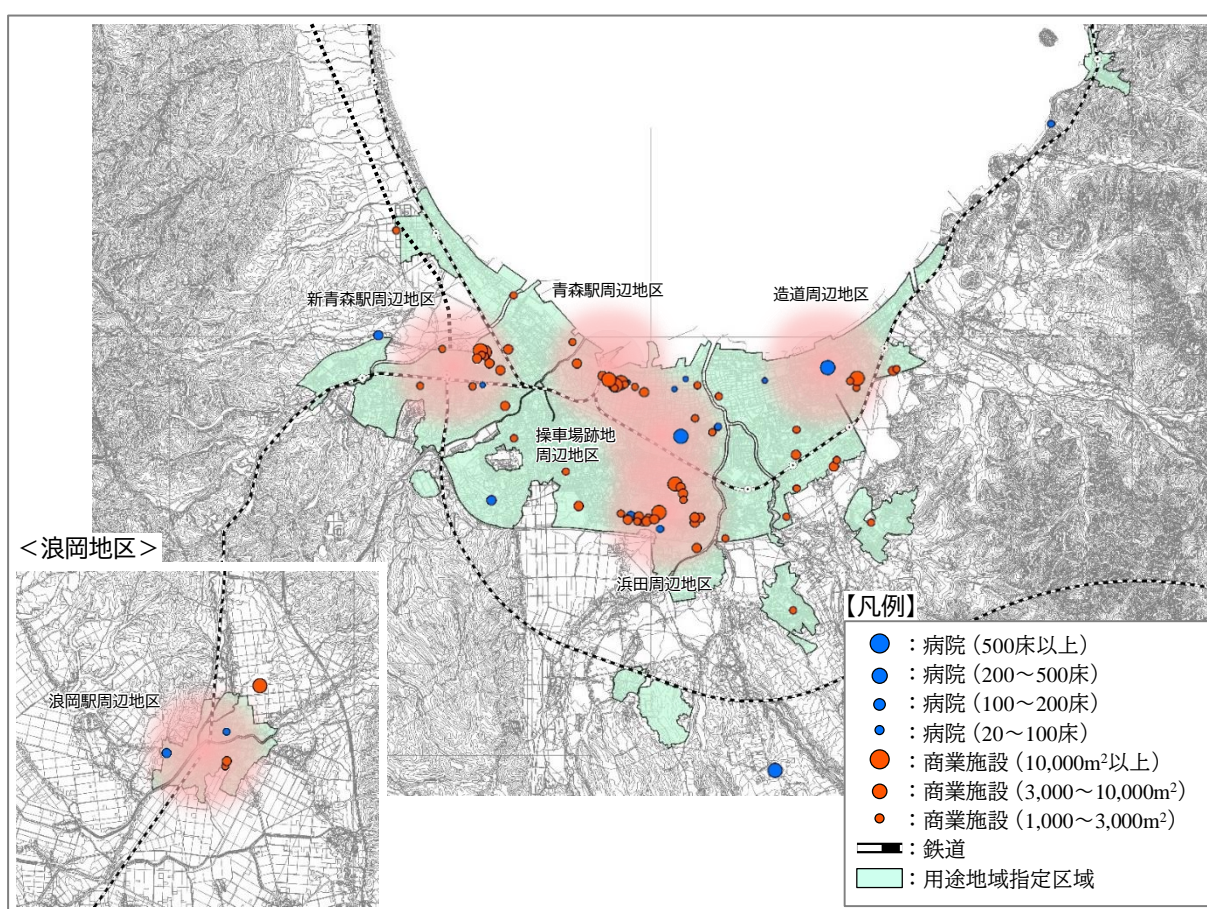 新青森駅周辺地区
青森駅周辺地区
造道周辺地区
操車場跡地
周辺地区
浜田周辺地区
＜浪岡地区＞
浪岡駅周辺地区
【凡例】
：病院（500床以上）
：病院（200～500床）
：病院（100～200床）
：病院（20～100床）
：商業施設（10,000m²以上）
：商業施設（3,000～10,000m²）
：商業施設（1,000～3,000m²）
：鉄道
：用途地域指定区域